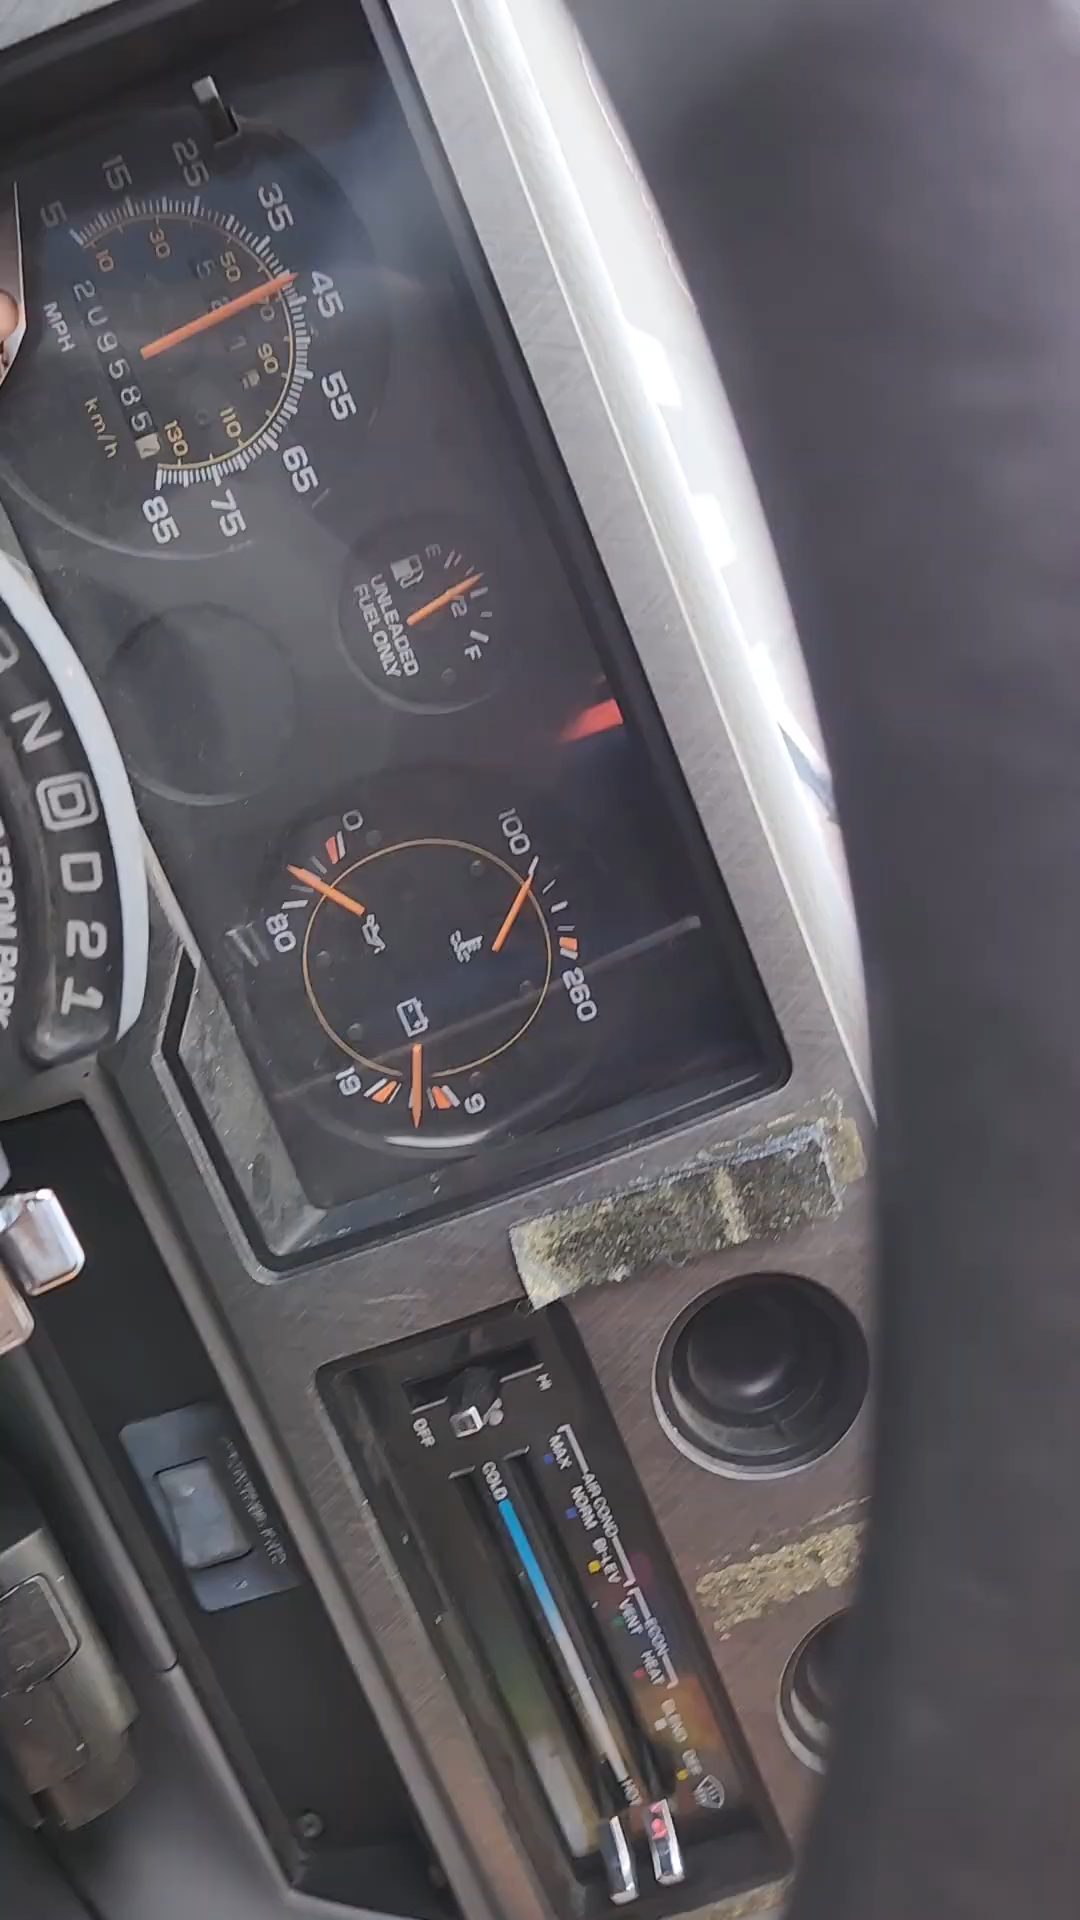 5
15
25
35
45
55
65
75
85
10
30
50
70
90
110
130
MPH
km/h
209585
E
1/2
F
UNLEADED
FUEL ONLY
0
80
100
260
19
9
N
D
D
2
1
OFF
HI
COLD
HOT
AIR COND
MAX
NORM
BI-LEV
ECON
VENT
HEAT
BLEND
DEF